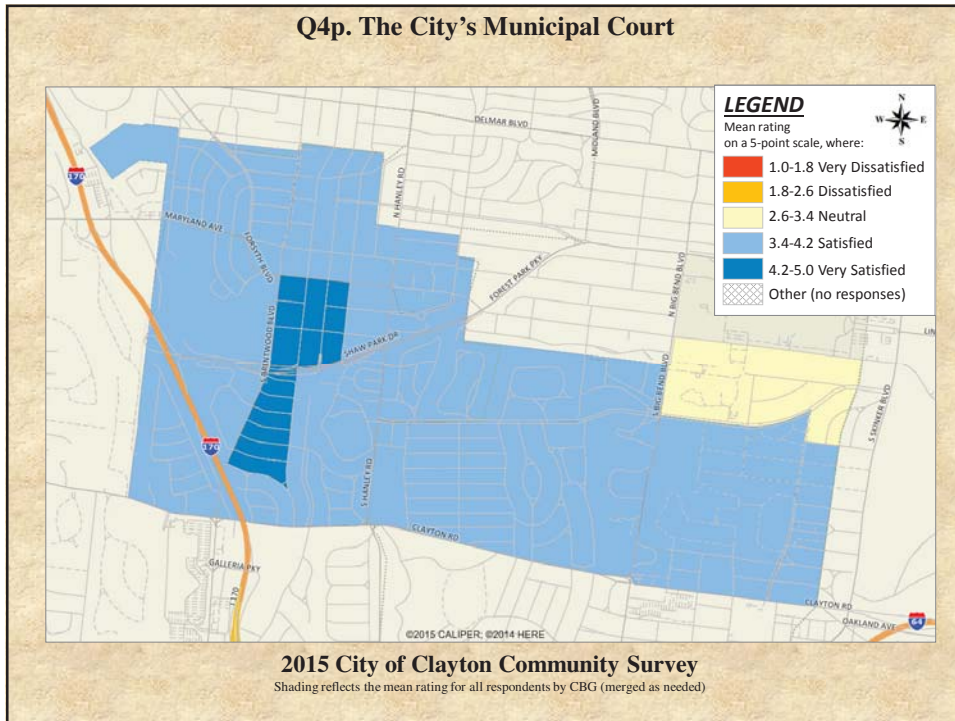 Q4p. The City's Municipal Court
LEGEND
Mean rating
on a 5-point scale, where:
1.0-1.8 Very Dissatisfied
1.8-2.6 Dissatisfied
2.6-3.4 Neutral
3.4-4.2 Satisfied
4.2-5.0 Very Satisfied
Other (no responses)
N
W
E
S
DELMAR BLVD
MIDLAND BLVD
170
N HANLEY RD
MARYLAND AVE
FORSYTH BLVD
FOREST PARK PKY
N BIG BEND BLVD
LIN
S BRENTWOOD BLVD
SHAW PARK DR
S BIG BEND BLVD
S SKINKER BLVD
170
S HANLEY RD
CLAYTON RD
GALLERIA PKY
I 170
CLAYTON RD
OAKLAND AVE
64
©2015 CALIPER; ©2014 HERE
2015 City of Clayton Community Survey
Shading reflects the mean rating for all respondents by CBG (merged as needed)